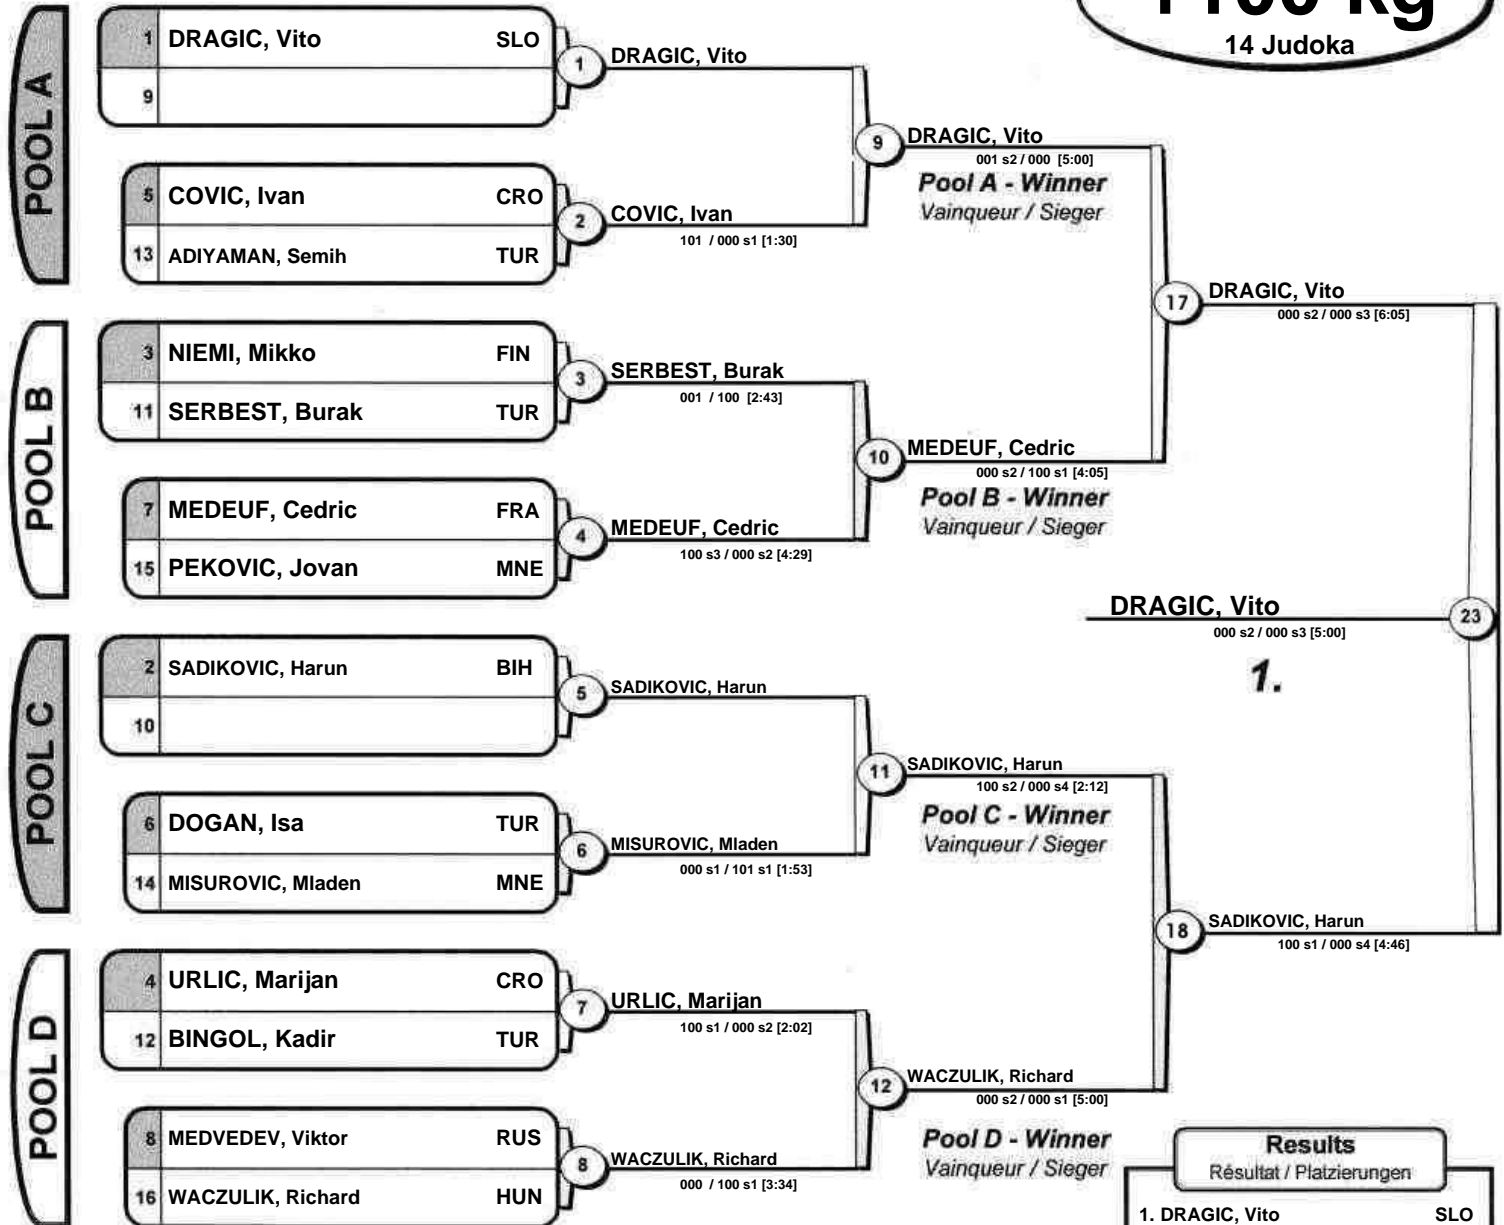 +100 kg
14 Judoka
POOL A
1 DRAGIC, Vito SLO
9
1 DRAGIC, Vito
5 COVIC, Ivan CRO
13 ADIYAMAN, Semih TUR
2 COVIC, Ivan
101 / 000 s1 [1:30]
9 DRAGIC, Vito
001 s2 / 000 [5:00]
Pool A - Winner
Vainqueur / Sieger
POOL B
3 NIEMI, Mikko FIN
11 SERBEST, Burak TUR
3 SERBEST, Burak
001 / 100 [2:43]
7 MEDEUF, Cedric FRA
15 PEKOVIC, Jovan MNE
4 MEDEUF, Cedric
100 s3 / 000 s2 [4:29]
10 MEDEUF, Cedric
000 s2 / 100 s1 [4:05]
Pool B - Winner
Vainqueur / Sieger
17 DRAGIC, Vito
000 s2 / 000 s3 [6:05]
DRAGIC, Vito 23
000 s2 / 000 s3 [5:00]
1.
POOL C
2 SADIKOVIC, Harun BIH
10
5 SADIKOVIC, Harun
6 DOGAN, Isa TUR
14 MISUROVIC, Mladen MNE
6 MISUROVIC, Mladen
000 s1 / 101 s1 [1:53]
11 SADIKOVIC, Harun
100 s2 / 000 s4 [2:12]
Pool C - Winner
Vainqueur / Sieger
POOL D
4 URLIC, Marijan CRO
12 BINGOL, Kadir TUR
7 URLIC, Marijan
100 s1 / 000 s2 [2:02]
8 MEDVEDEV, Viktor RUS
16 WACZULIK, Richard HUN
8 WACZULIK, Richard
000 / 100 s1 [3:34]
12 WACZULIK, Richard
000 s2 / 000 s1 [5:00]
Pool D - Winner
Vainqueur / Sieger
18 SADIKOVIC, Harun
100 s1 / 000 s4 [4:46]
Results
Résultat / Platzierungen
1. DRAGIC, Vito SLO